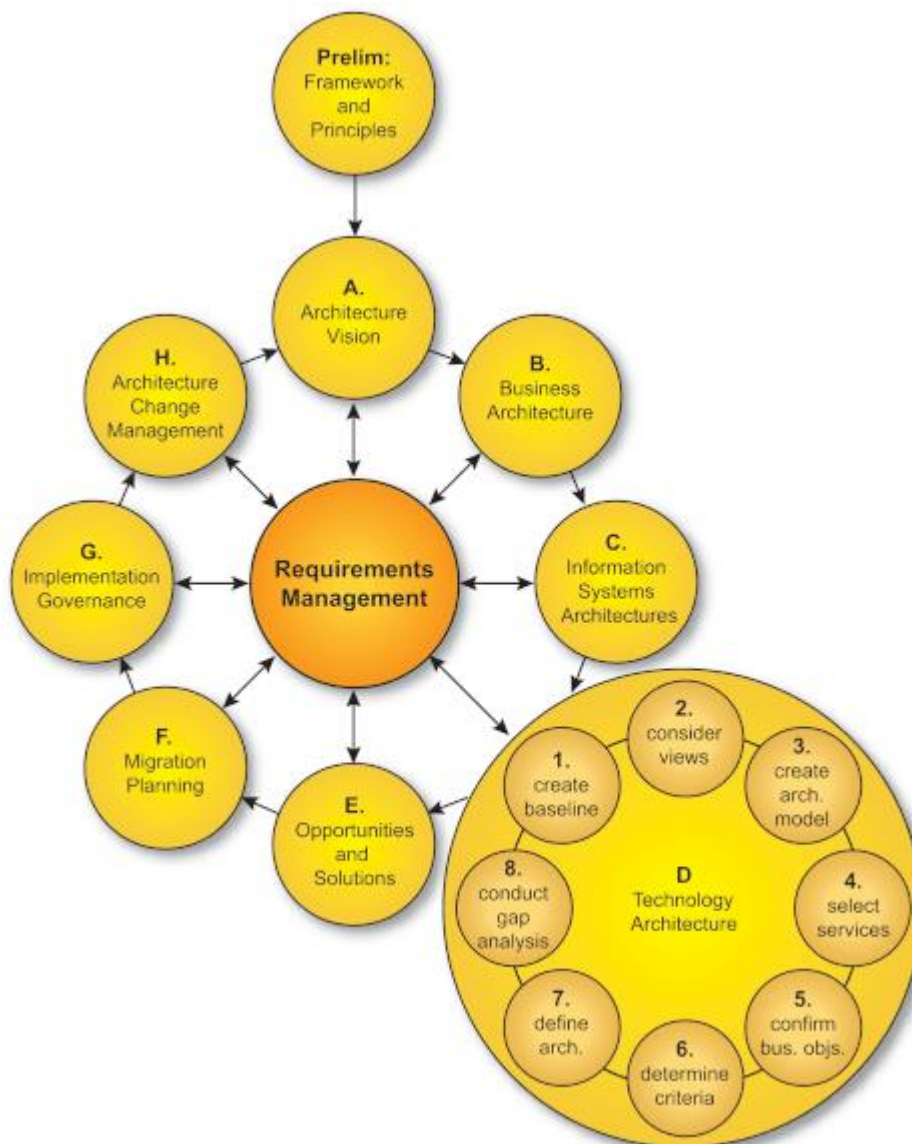 Prelim:
Framework
and
Principles
A.
Architecture
Vision
H.
Architecture
Change
Management
B.
Business
Architecture
G.
Implementation
Governance
Requirements
Management
C.
Information
Systems
Architectures
F.
Migration
Planning
E.
Opportunities
and
Solutions
D
Technology
Architecture
1.
create
baseline
2.
consider
views
3.
create
arch.
model
4.
select
services
5.
confirm
bus. objs.
6.
determine
criteria
7.
define
arch.
8.
conduct
gap
analysis